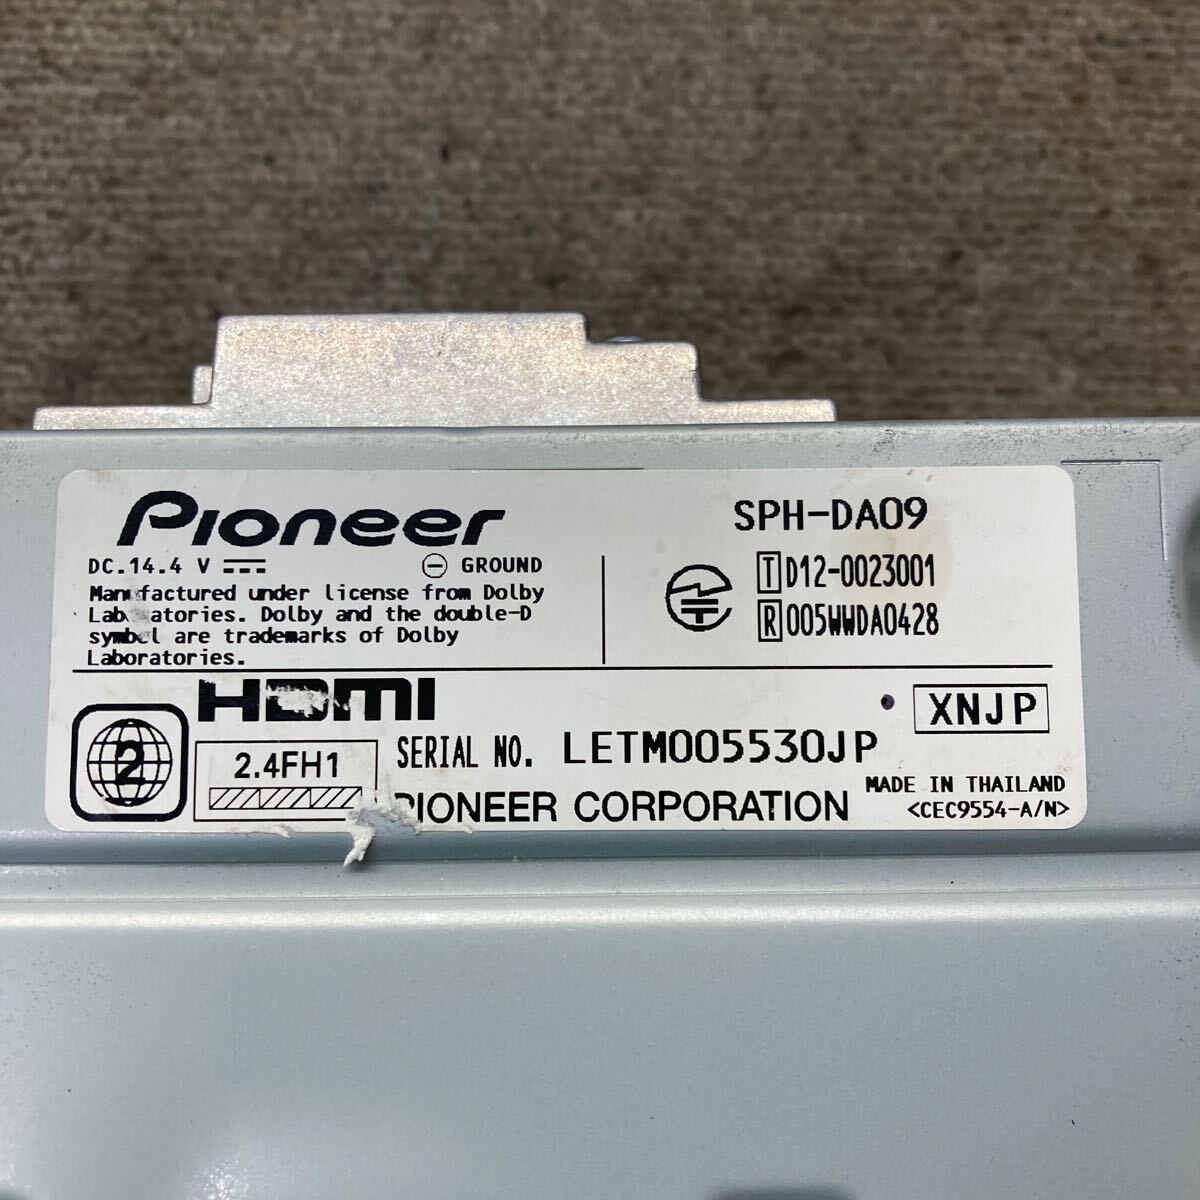 Pioneer
SPH-DA09
DC.14.4 V GROUND
Manufactured under license from Dolby
Laboratories. Dolby and the double-D
symbol are trademarks of Dolby
Laboratories.
T D12-0023001
R 005WWDA0428
HDMI
2
2.4FH1
SERIAL NO. LETM005530JP
XNJP
PIONEER CORPORATION
MADE IN THAILAND
<CEC9554-A/N>